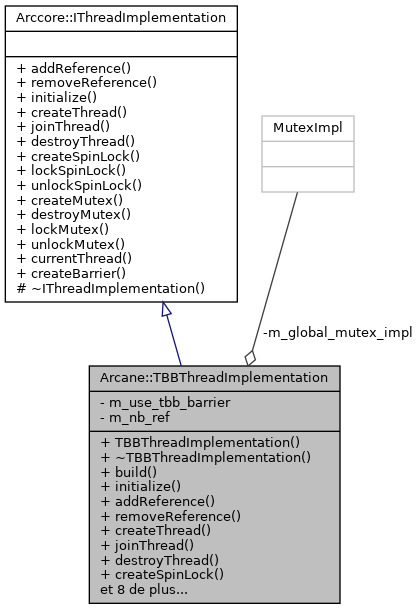 Arccore::IThreadImplementation
+ addReference()
+ removeReference()
+ initialize()
+ createThread()
+ joinThread()
+ destroyThread()
+ createSpinLock()
+ lockSpinLock()
+ unlockSpinLock()
+ createMutex()
+ destroyMutex()
+ lockMutex()
+ unlockMutex()
+ currentThread()
+ createBarrier()
# ~IThreadImplementation()
MutexImpl
-m_global_mutex_impl
Arcane::TBBThreadImplementation
- m_use_tbb_barrier
- m_nb_ref
+ TBBThreadImplementation()
+ ~TBBThreadImplementation()
+ build()
+ initialize()
+ addReference()
+ removeReference()
+ createThread()
+ joinThread()
+ destroyThread()
+ createSpinLock()
et 8 de plus...